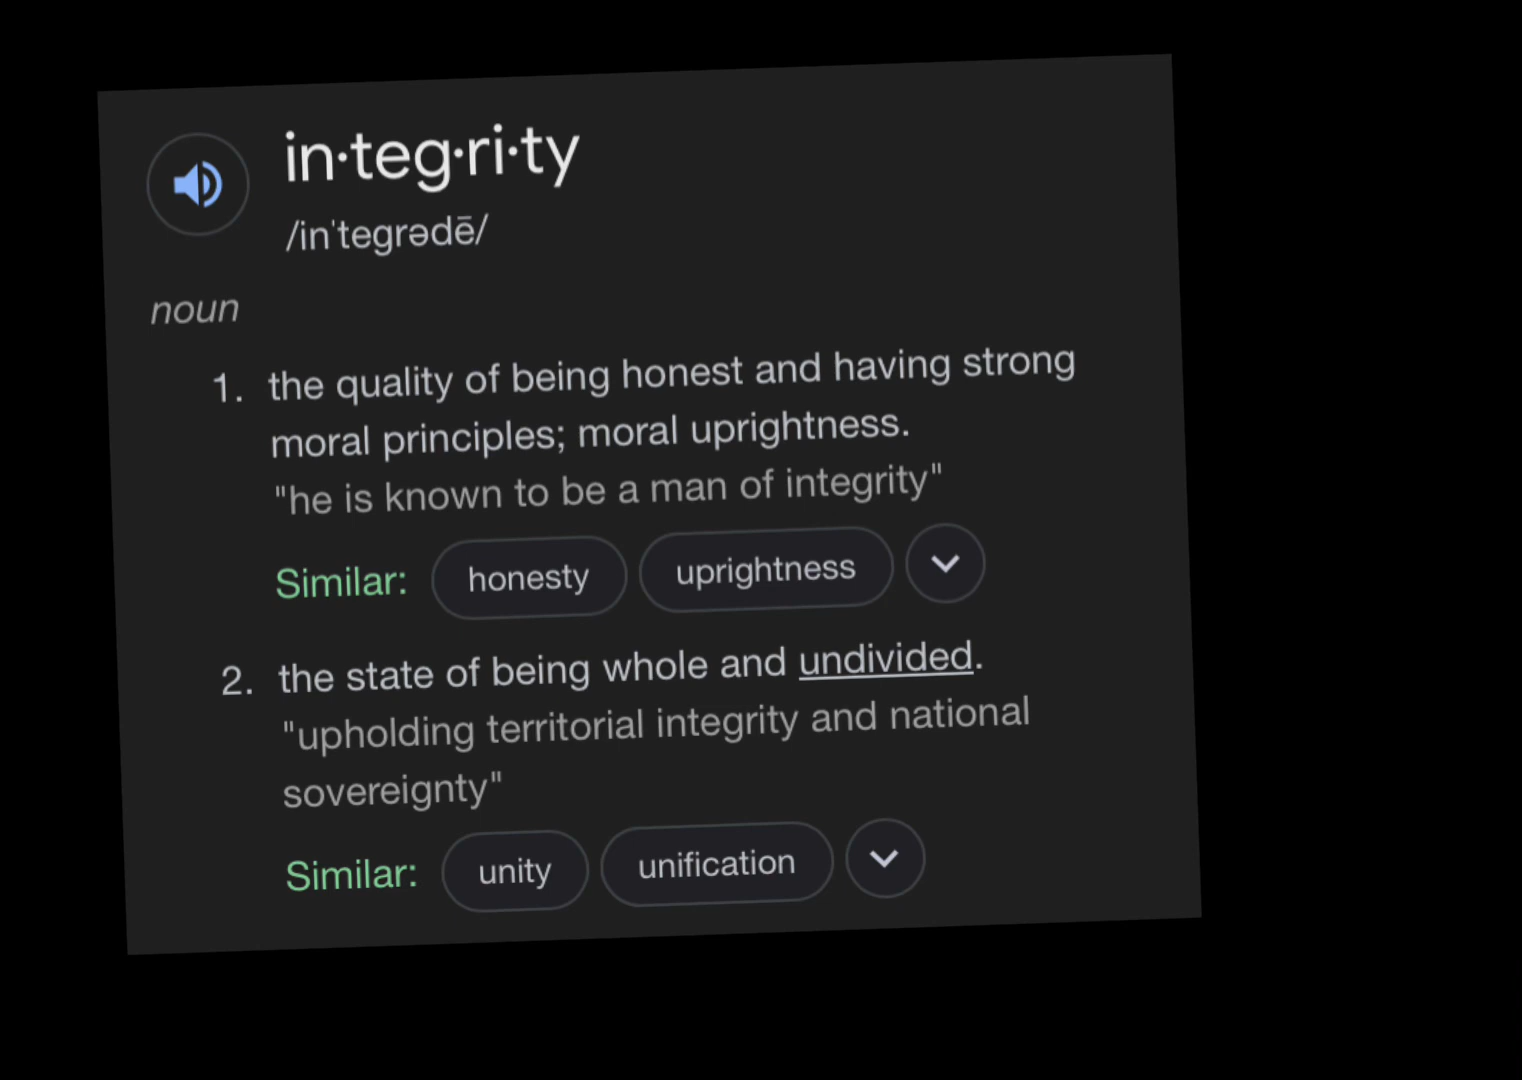 in·teg·ri·ty
/inˈtegrədē/
noun
1. the quality of being honest and having strong
moral principles; moral uprightness.
"he is known to be a man of integrity"
Similar: honesty uprightness
2. the state of being whole and undivided.
"upholding territorial integrity and national
sovereignty"
Similar: unity unification